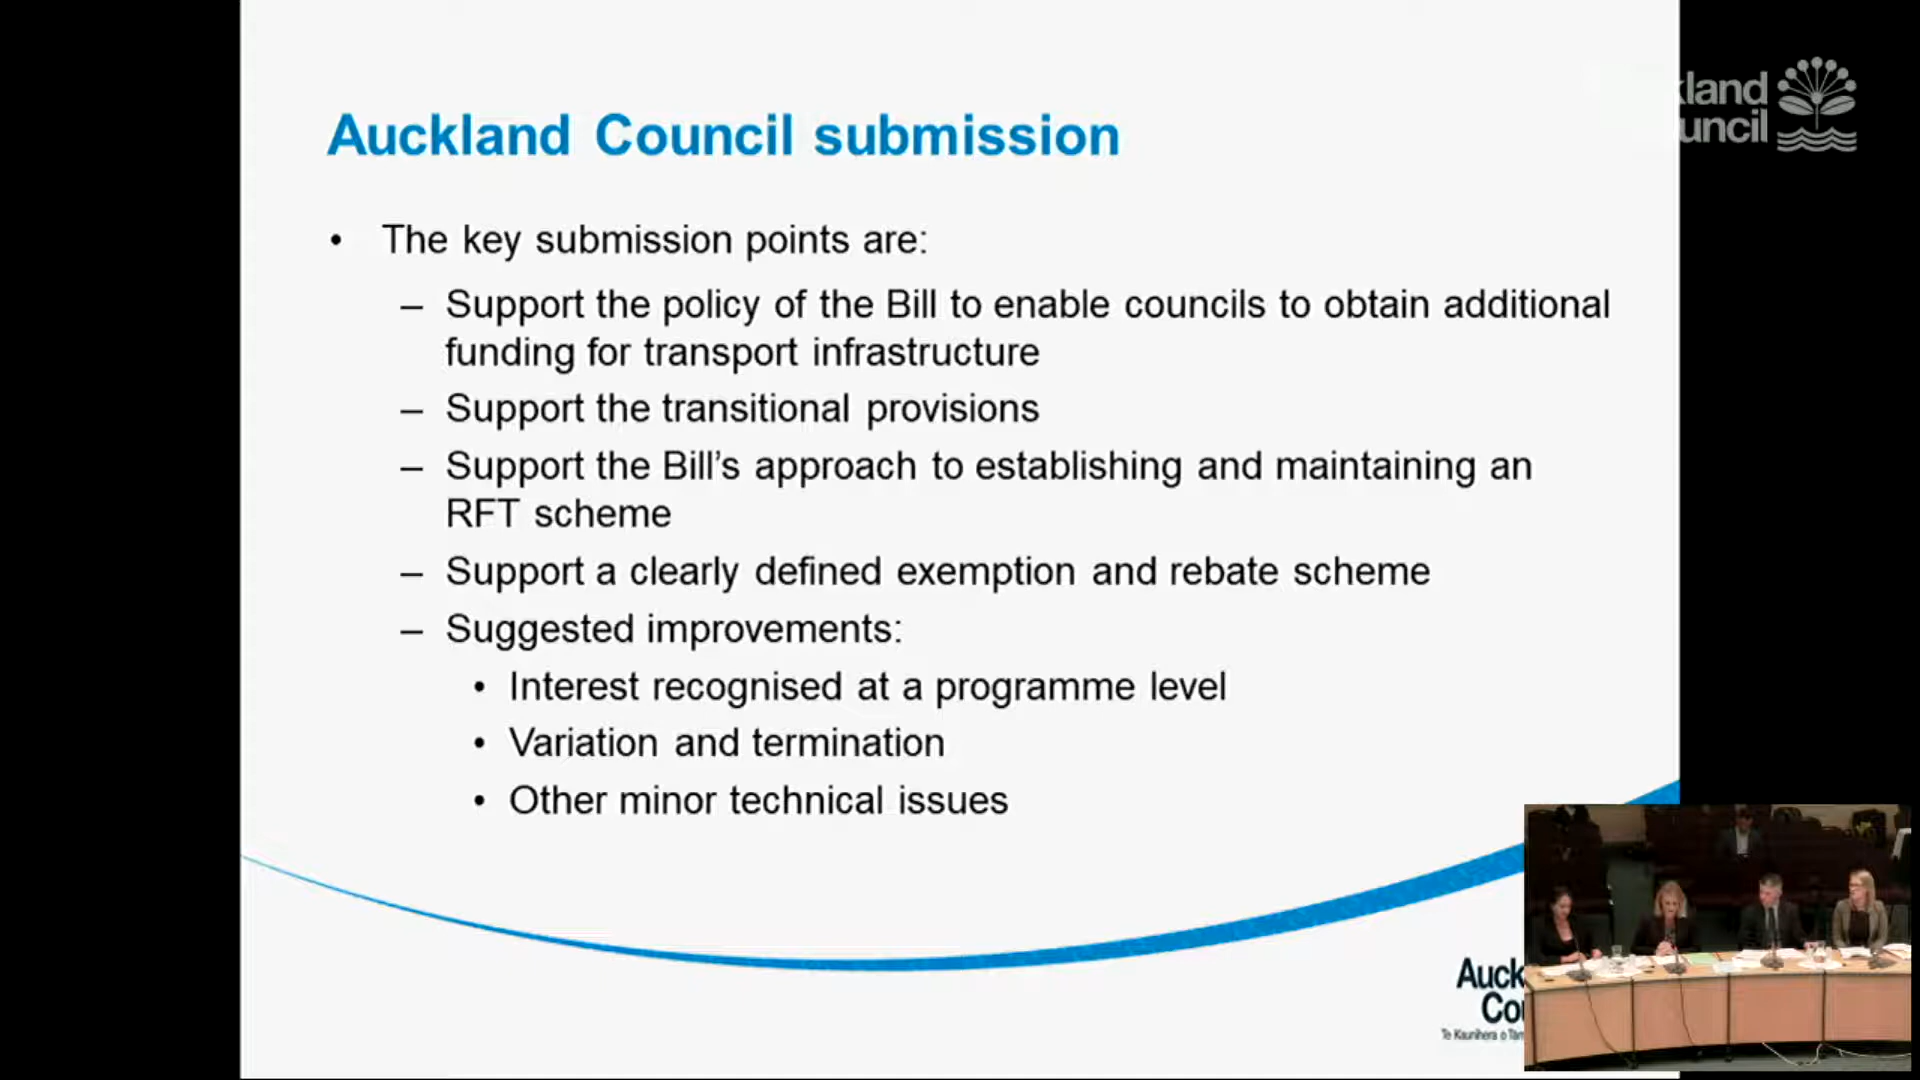 Auckland Council submission
• The key submission points are:
– Support the policy of the Bill to enable councils to obtain additional
funding for transport infrastructure
– Support the transitional provisions
– Support the Bill's approach to establishing and maintaining an
RFT scheme
– Support a clearly defined exemption and rebate scheme
– Suggested improvements:
• Interest recognised at a programme level
• Variation and termination
• Other minor technical issues